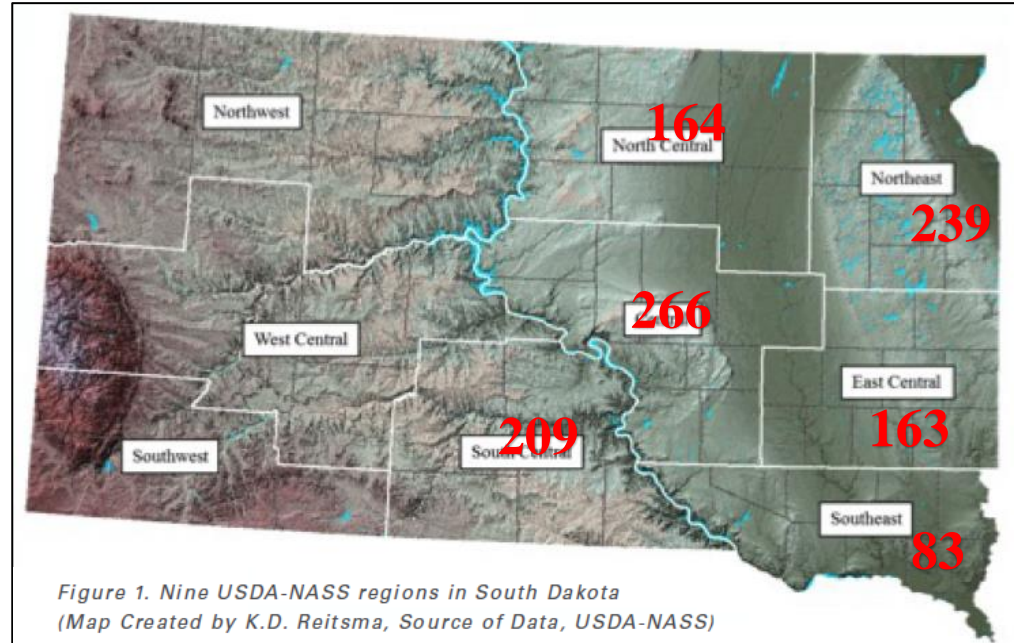 Northwest
164
North Central
Northeast
239
266
West Central
East Central
163
209
South Central
Southwest
Southeast
83
Figure 1. Nine USDA-NASS regions in South Dakota
(Map Created by K.D. Reitsma, Source of Data, USDA-NASS)